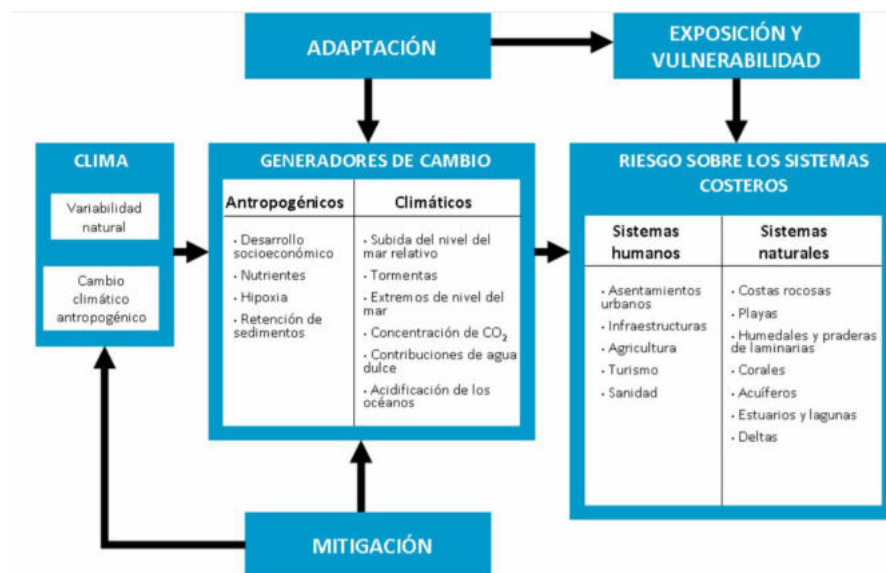 ADAPTACIÓN
EXPOSICIÓN Y
VULNERABILIDAD
CLIMA
Variabilidad
natural
Cambio
climático
antropogénico
GENERADORES DE CAMBIO
Antropogénicos
• Desarrollo
socioeconómico
• Nutrientes
• Hipoxia
• Retención de
sedimentos
Climáticos
• Subida del nivel del
mar relativo
• Tormentas
• Extremos de nivel del
mar
• Concentración de CO₂
• Contribuciones de agua
dulce
• Acidificación de los
océanos
RIESGO SOBRE LOS SISTEMAS
COSTEROS
Sistemas
humanos
• Asentamientos
urbanos
• Infraestructuras
• Agricultura
• Turismo
• Sanidad
Sistemas
naturales
• Costas rocosas
• Playas
• Humedales y praderas
de laminarias
• Corales
• Acuíferos
• Estuarios y lagunas
• Deltas
MITIGACIÓN